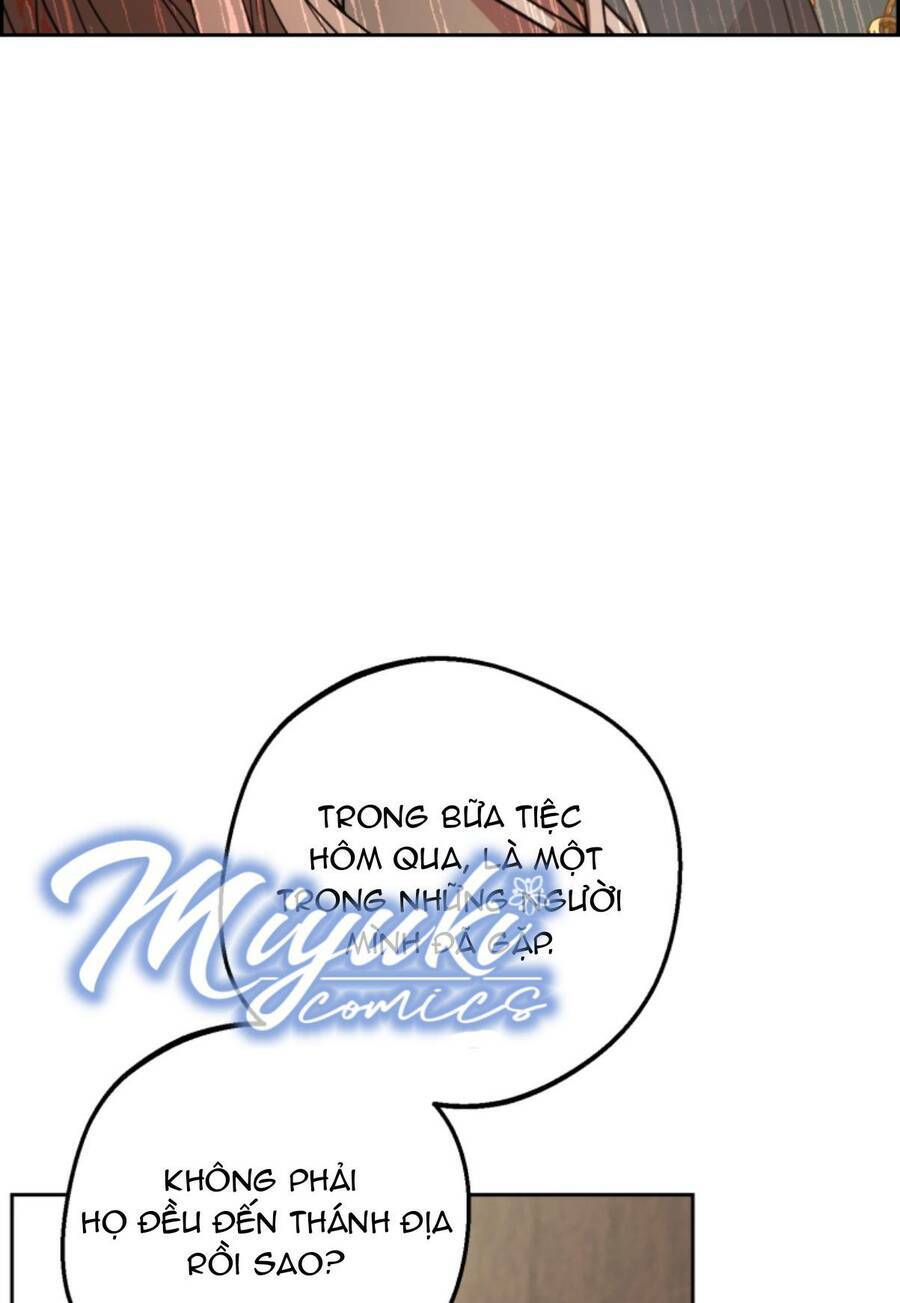 TRONG BỮA TIỆC
HÔM QUA, LÀ MỘT
TRONG NHỮNG NGƯỜI
MÌNH ĐÃ GẶP.
Miyuki
comics
KHÔNG PHẢI
HỌ ĐỀU ĐẾN THÁNH ĐỊA
RỒI SAO?